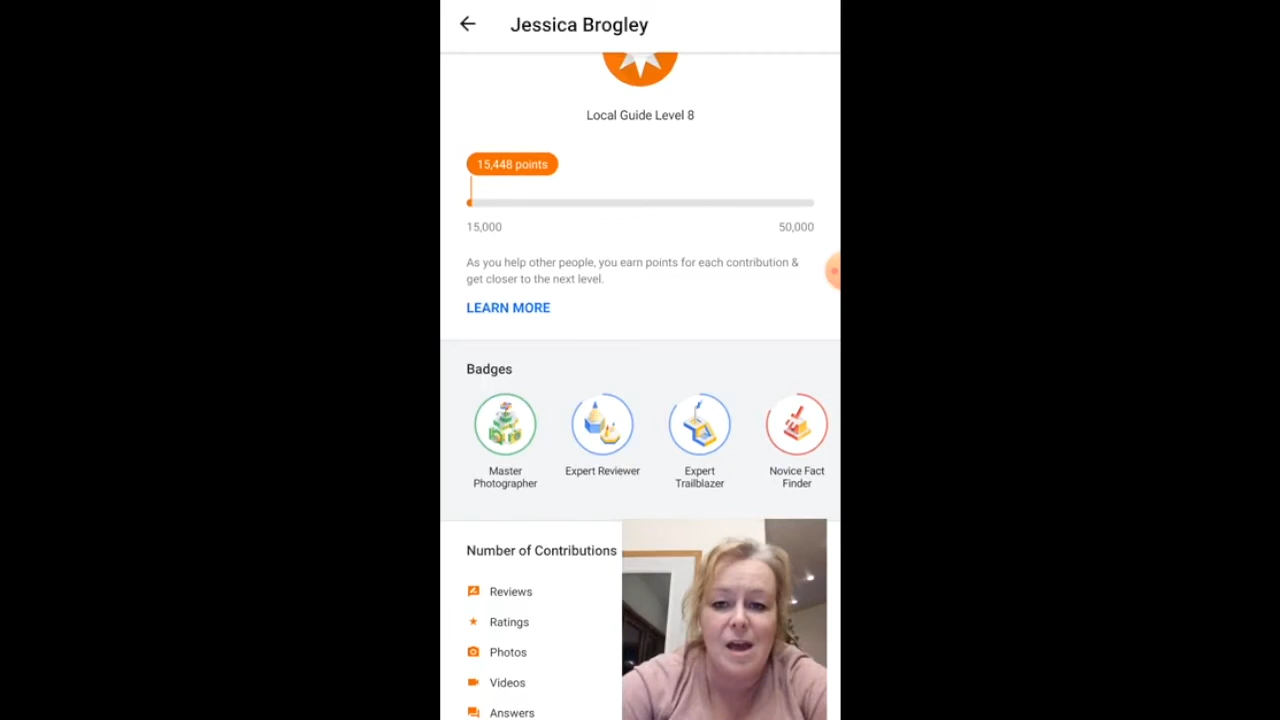 Jessica Brogley
Local Guide Level 8
15,448 points
15,000
50,000
As you help other people, you earn points for each contribution &
get closer to the next level.
LEARN MORE
Badges
Master
Photographer
Expert Reviewer
Expert
Trailblazer
Novice Fact
Finder
Number of Contributions
Reviews
Ratings
Photos
Videos
Answers